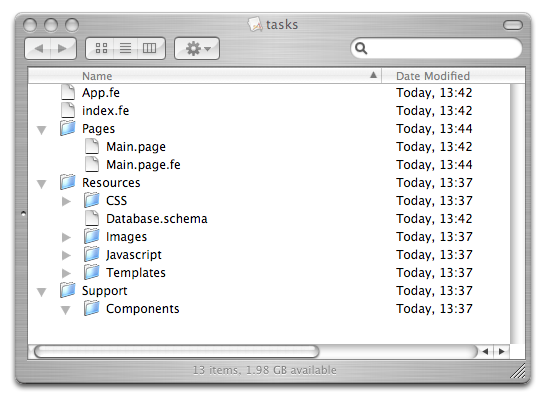 tasks
Name Date Modified
App.fe Today, 13:42
index.fe Today, 13:42
Pages Today, 13:44
Main.page Today, 13:42
Main.page.fe Today, 13:44
Resources Today, 13:37
CSS Today, 13:37
Database.schema Today, 13:42
Images Today, 13:37
Javascript Today, 13:37
Templates Today, 13:37
Support Today, 13:37
Components Today, 13:37
13 items, 1.98 GB available